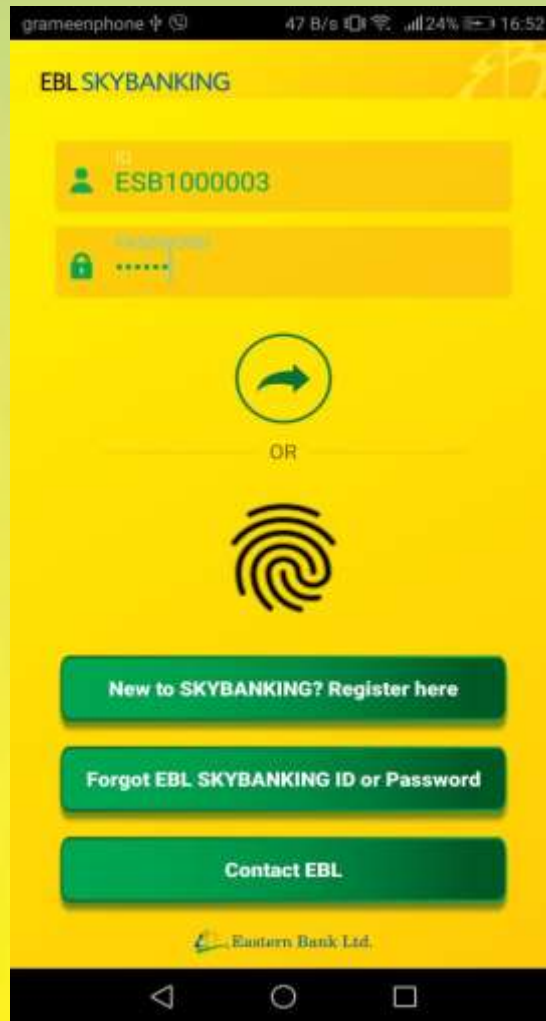 grameenphone 47 B/s 24% 16:52
EBL SKYBANKING
ID
ESB1000003
••••••
OR
New to SKYBANKING? Register here
Forgot EBL SKYBANKING ID or Password
Contact EBL
Eastern Bank Ltd.